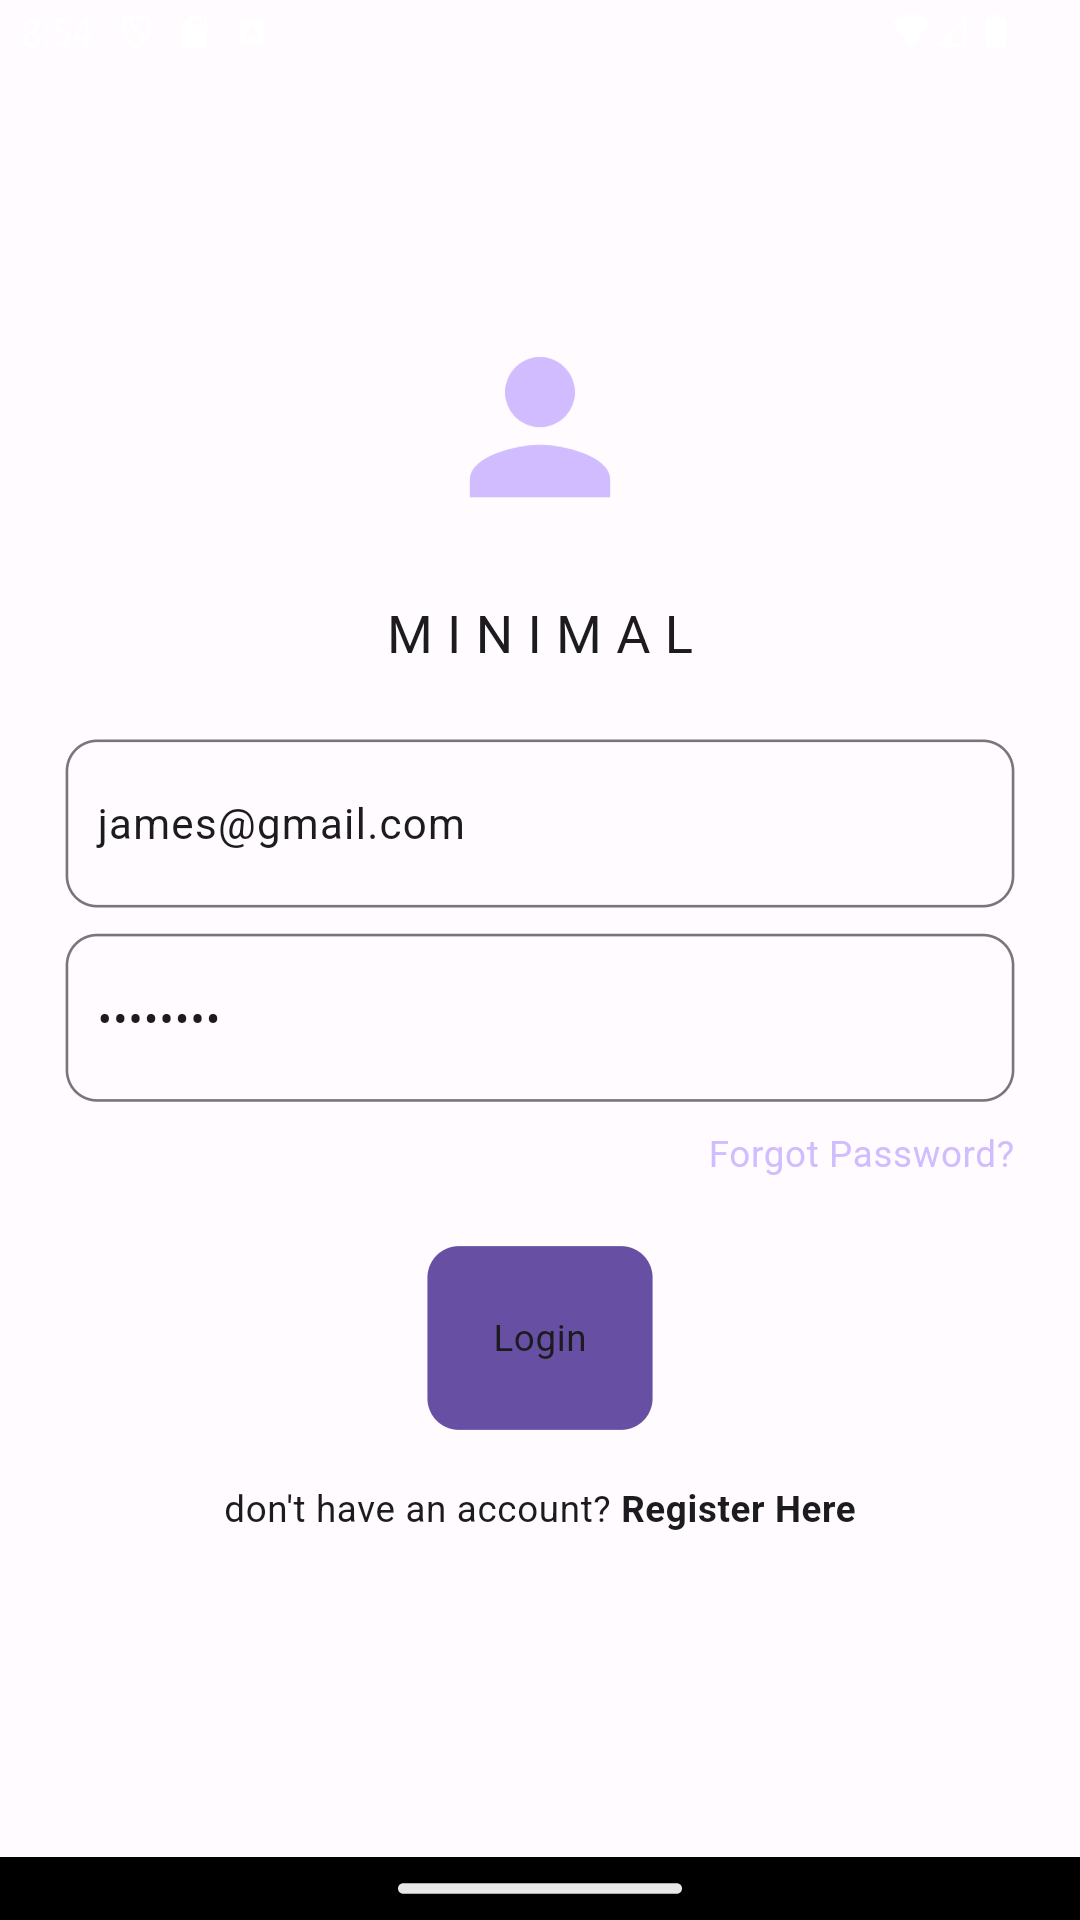 M I N I M A L
james@gmail.com
••••••••
Forgot Password?
Login
don't have an account? Register Here